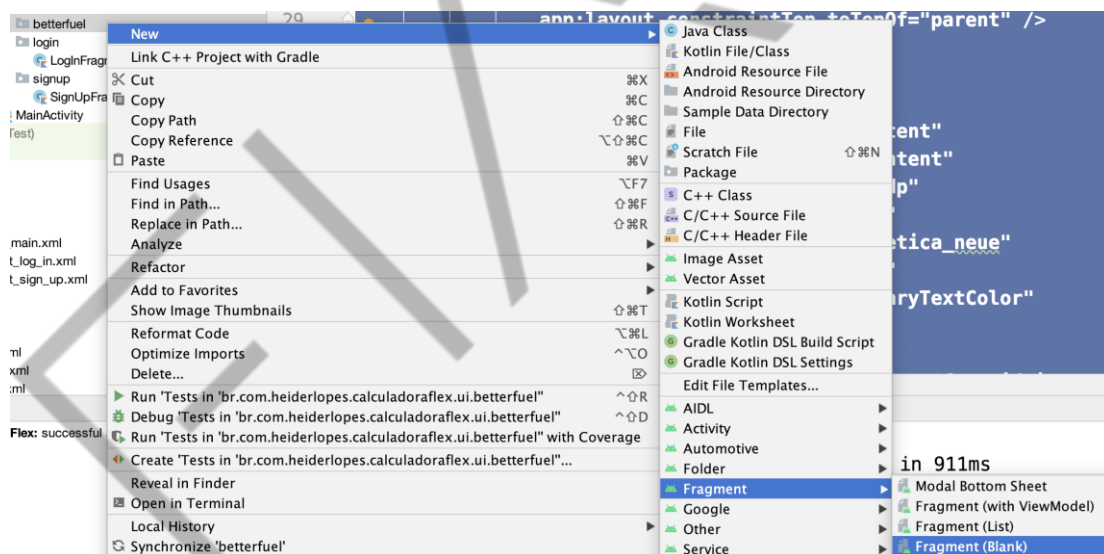 betterfuel
login
LogInFragr
signup
SignUpFra
MainActivity
Test)
main.xml
t_log_in.xml
t_sign_up.xml
ml
xml
ml
Flex: successful
29
app:layout_constraintTop_toTopOf="parent" />
tent"
ntent"
lp"
etica_neue"
aryTextColor"
in 911ms
New
Link C++ Project with Gradle
Cut ⌘X
Copy ⌘C
Copy Path ⇧⌘C
Copy Reference ⌥⇧⌘C
Paste ⌘V
Find Usages ⌥F7
Find in Path... ⇧⌘F
Replace in Path... ⇧⌘R
Analyze
Refactor
Add to Favorites
Show Image Thumbnails ⇧⌘T
Reformat Code ⌥⌘L
Optimize Imports ^⌥O
Delete... ⌦
Run 'Tests in 'br.com.heiderlopes.calculadoraflex.ui.betterfuel'' ^⇧R
Debug 'Tests in 'br.com.heiderlopes.calculadoraflex.ui.betterfuel'' ^⇧D
Run 'Tests in 'br.com.heiderlopes.calculadoraflex.ui.betterfuel'' with Coverage
Create 'Tests in 'br.com.heiderlopes.calculadoraflex.ui.betterfuel''...
Reveal in Finder
Open in Terminal
Local History
Synchronize 'betterfuel'
Java Class
Kotlin File/Class
Android Resource File
Android Resource Directory
Sample Data Directory
File
Scratch File ⇧⌘N
Package
C++ Class
C/C++ Source File
C/C++ Header File
Image Asset
Vector Asset
Kotlin Script
Kotlin Worksheet
Gradle Kotlin DSL Build Script
Gradle Kotlin DSL Settings
Edit File Templates...
AIDL
Activity
Automotive
Folder
Fragment
Google
Other
Service
Modal Bottom Sheet
Fragment (with ViewModel)
Fragment (List)
Fragment (Blank)